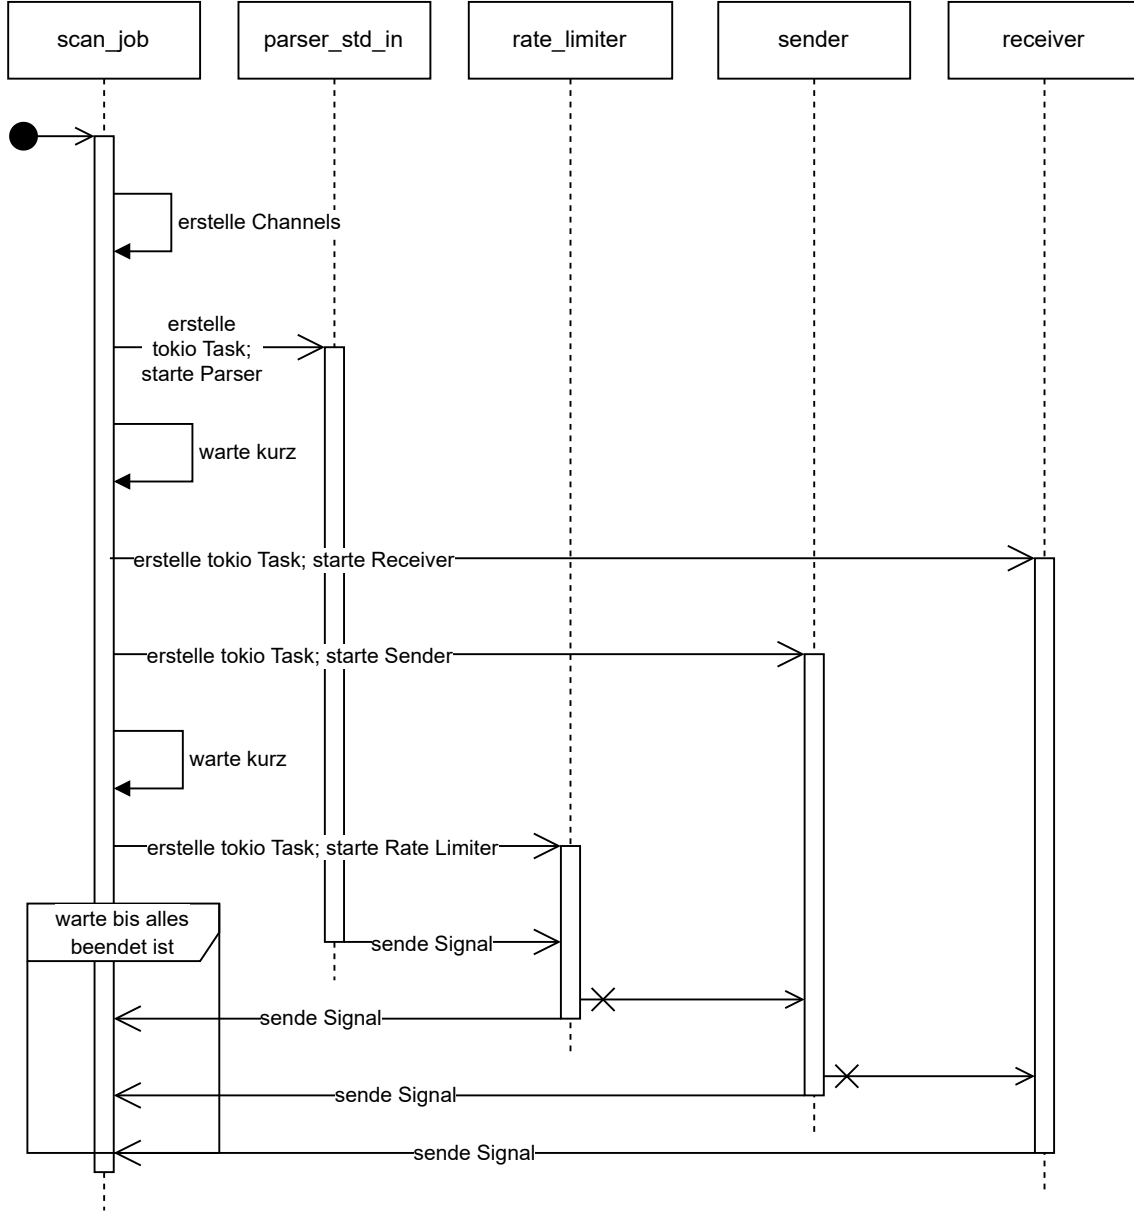 scan_job
parser_std_in
rate_limiter
sender
receiver
erstelle Channels
erstelle
tokio Task;
starte Parser
warte kurz
erstelle tokio Task; starte Receiver
erstelle tokio Task; starte Sender
warte kurz
erstelle tokio Task; starte Rate Limiter
warte bis alles
beendet ist
sende Signal
sende Signal
sende Signal
sende Signal